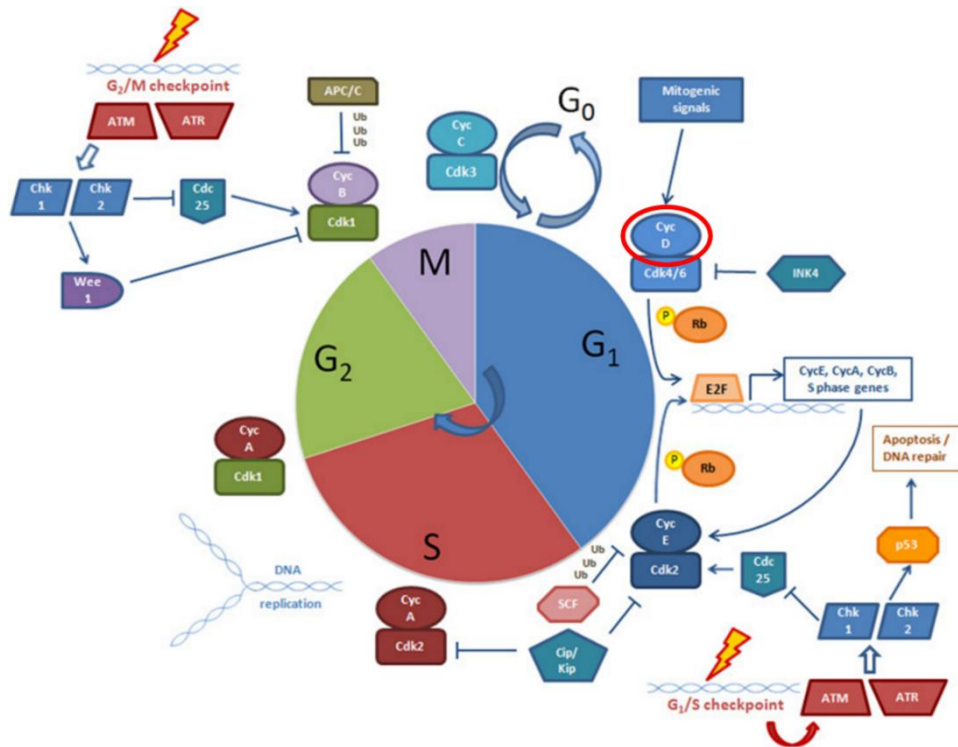 G2/M checkpoint
ATM
ATR
Chk
1
Chk
2
Cdc
25
Wee
1
APC/C
Ub
Ub
Ub
Cyc
B
Cdk1
Cyc
C
Cdk3
G0
Mitogenic
signals
Cyc
D
Cdk4/6
INK4
P
Rb
E2F
CycE, CycA, CycB,
S phase genes
P
Rb
Apoptosis /
DNA repair
p53
Cyc
E
Cdk2
Cdc
25
Chk
1
Chk
2
ATM
ATR
G1/S checkpoint
Ub
Ub
Ub
SCF
Cip/
Kip
Cyc
A
Cdk2
DNA
replication
Cyc
A
Cdk1
M
G1
G2
S